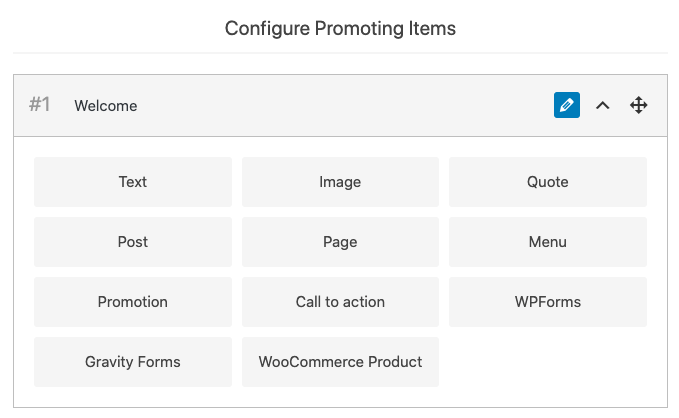 Configure Promoting Items
#1 Welcome
Text Image Quote
Post Page Menu
Promotion Call to action WPForms
Gravity Forms WooCommerce Product